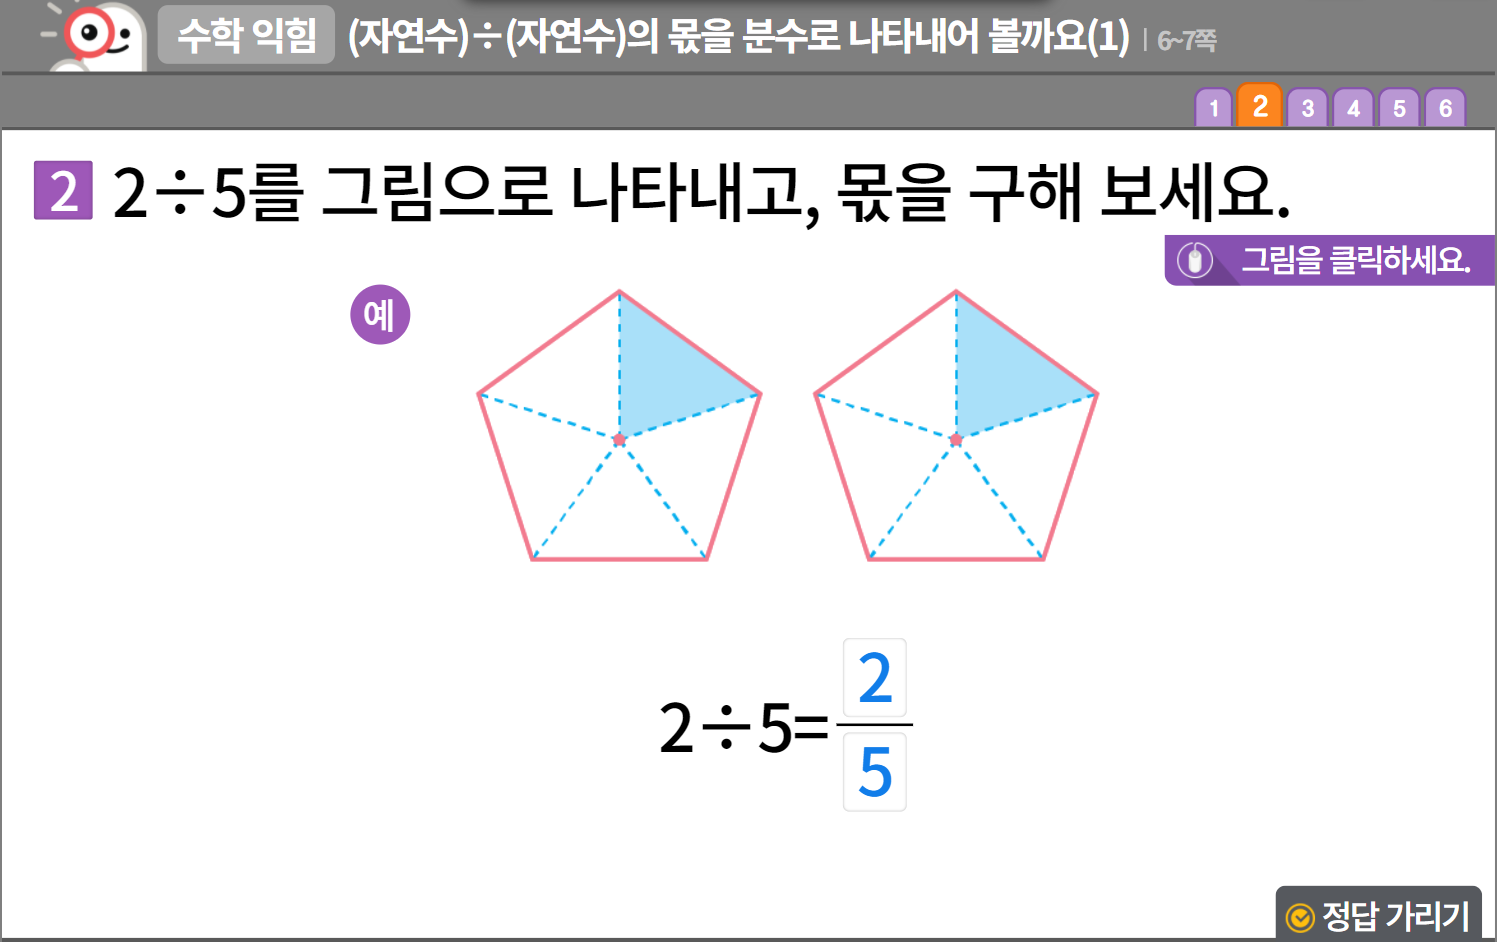 수학 익힘 (자연수)÷(자연수)의 몫을 분수로 나타내어 볼까요(1) | 6~7쪽
1 2 3 4 5 6
2 2÷5를 그림으로 나타내고, 몫을 구해 보세요.
그림을 클릭하세요.
예
2
2÷5=
5
정답 가리기